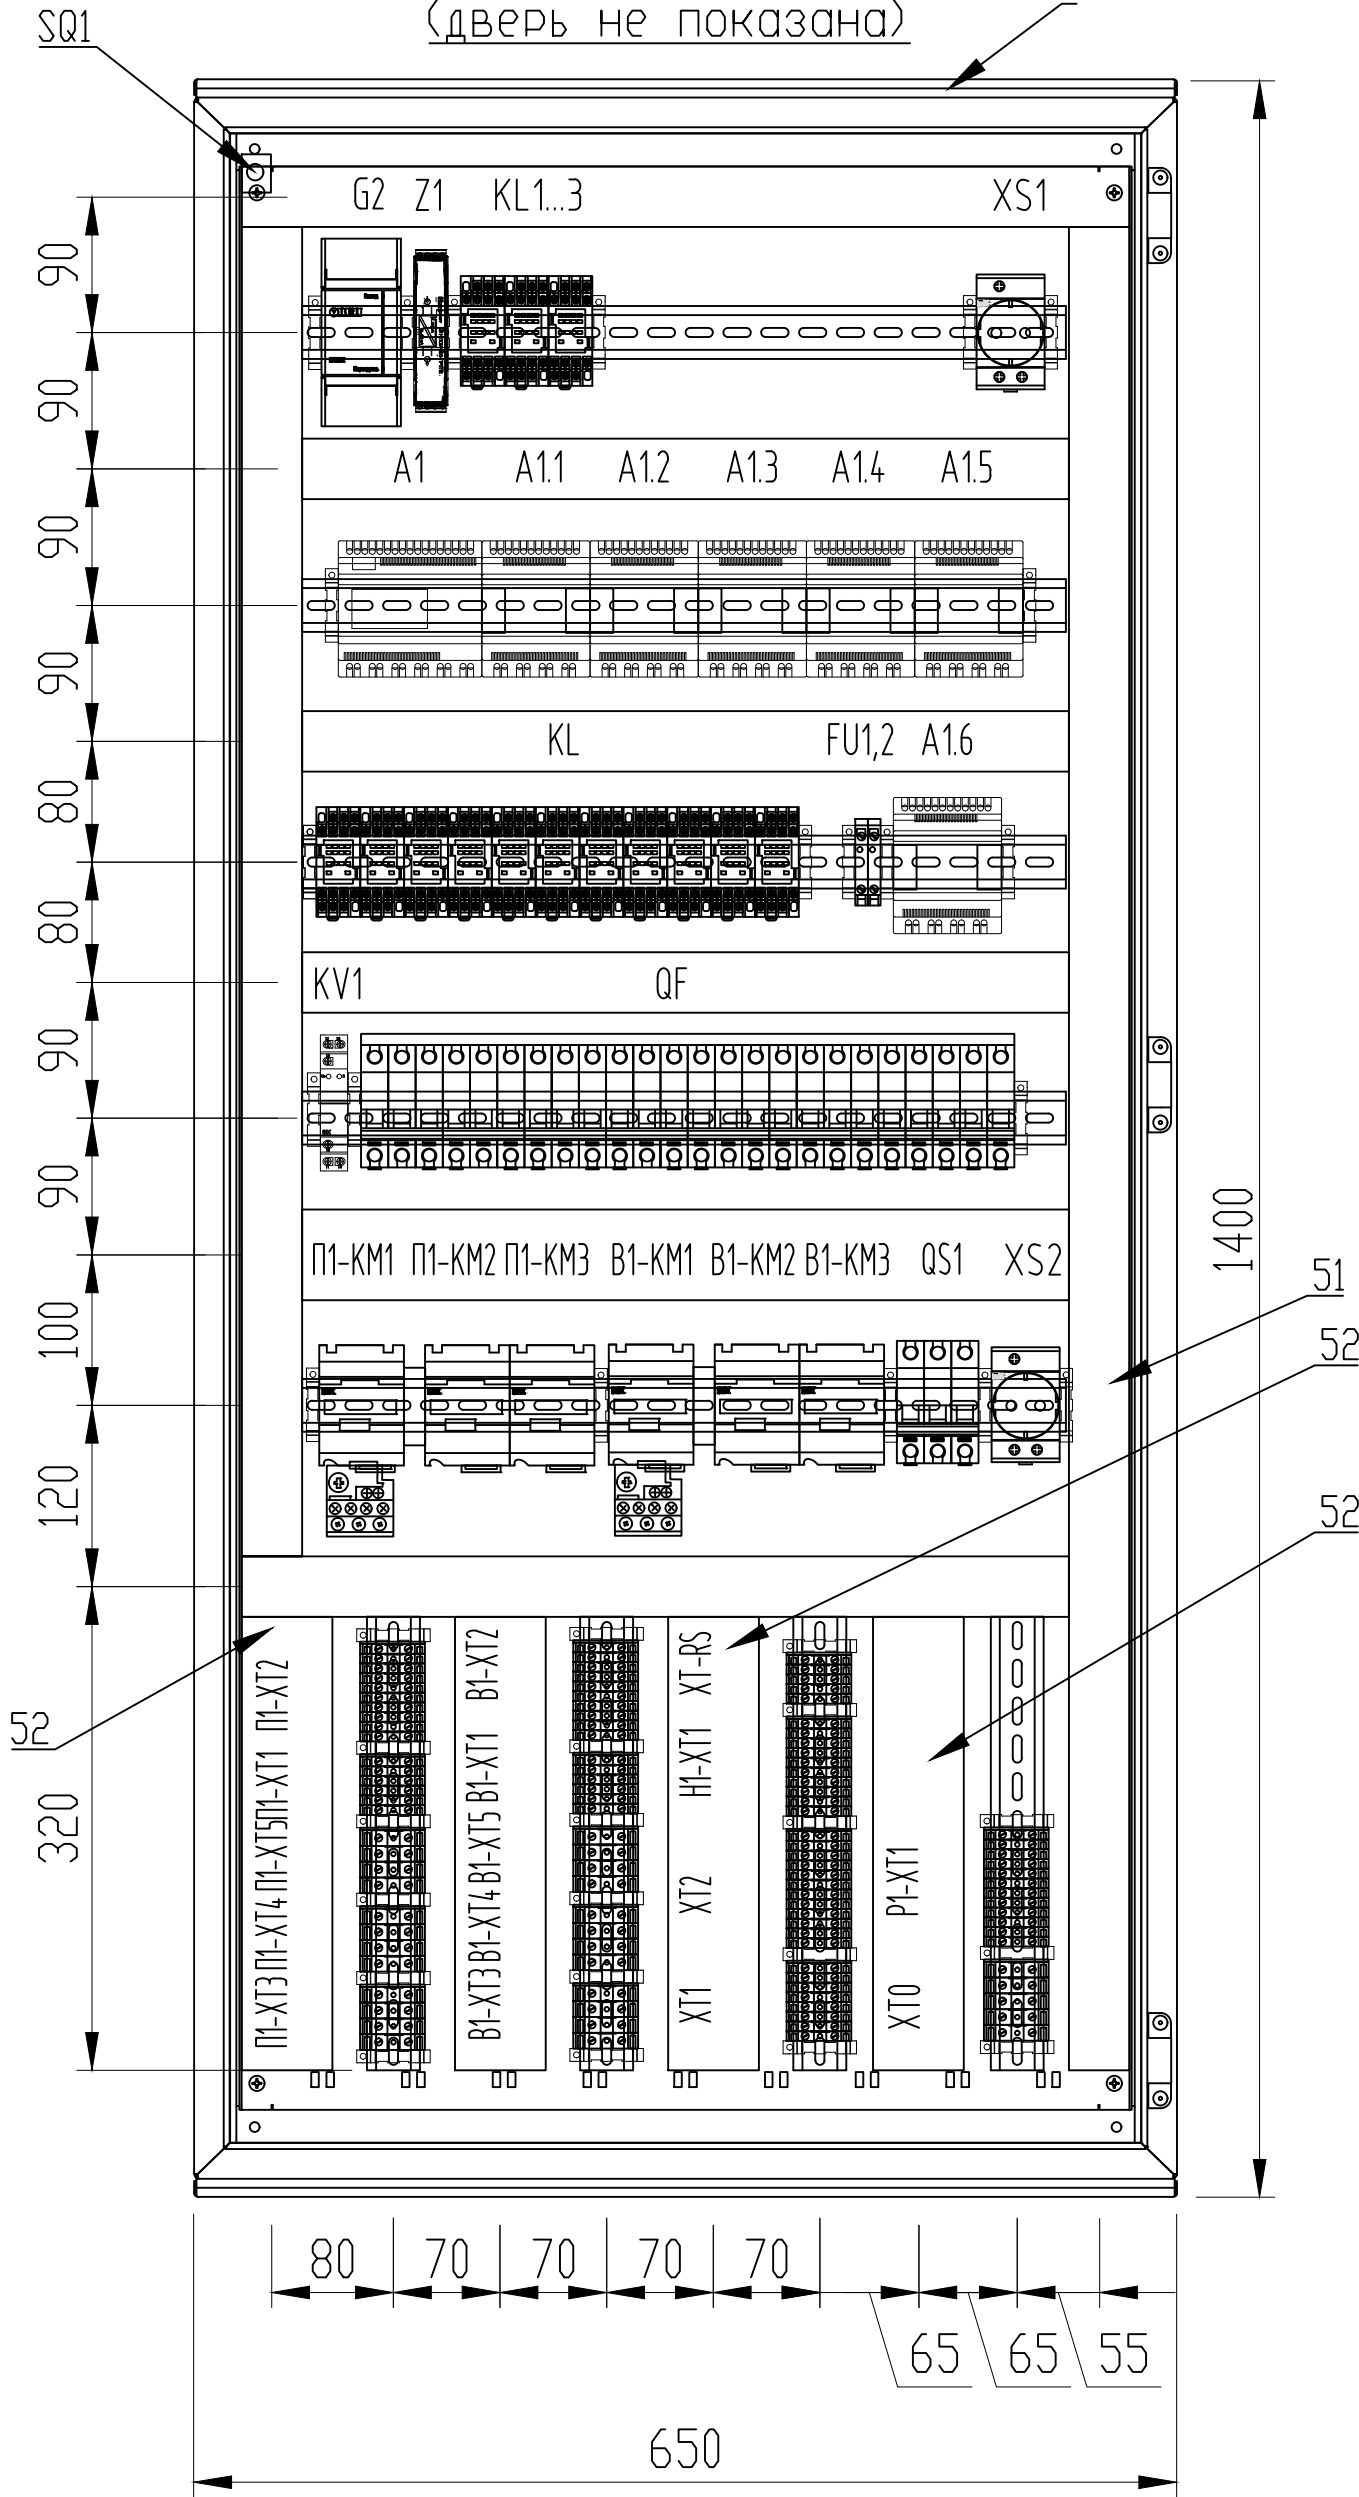 (дверь не показана)
SQ1
G2 Z1 KL1...3 XS1
90
90
A1 A1.1 A1.2 A1.3 A1.4 A1.5
90
90
KL FU1,2 A1.6
80
80
KV1 QF
90
90
1400
П1-KM1 П1-KM2 П1-KM3 B1-KM1 B1-KM2 B1-KM3 QS1 XS2
51
100
52
120
52
П1-XT3 П1-XT4 П1-XT5 П1-XT1 П1-XT2
B1-XT3 B1-XT4 B1-XT5 B1-XT1 B1-XT2
XT1 XT2 H1-XT1 XT-RS
XT0 P1-XT1
52
320
80 70 70 70 70
65 65 55
650